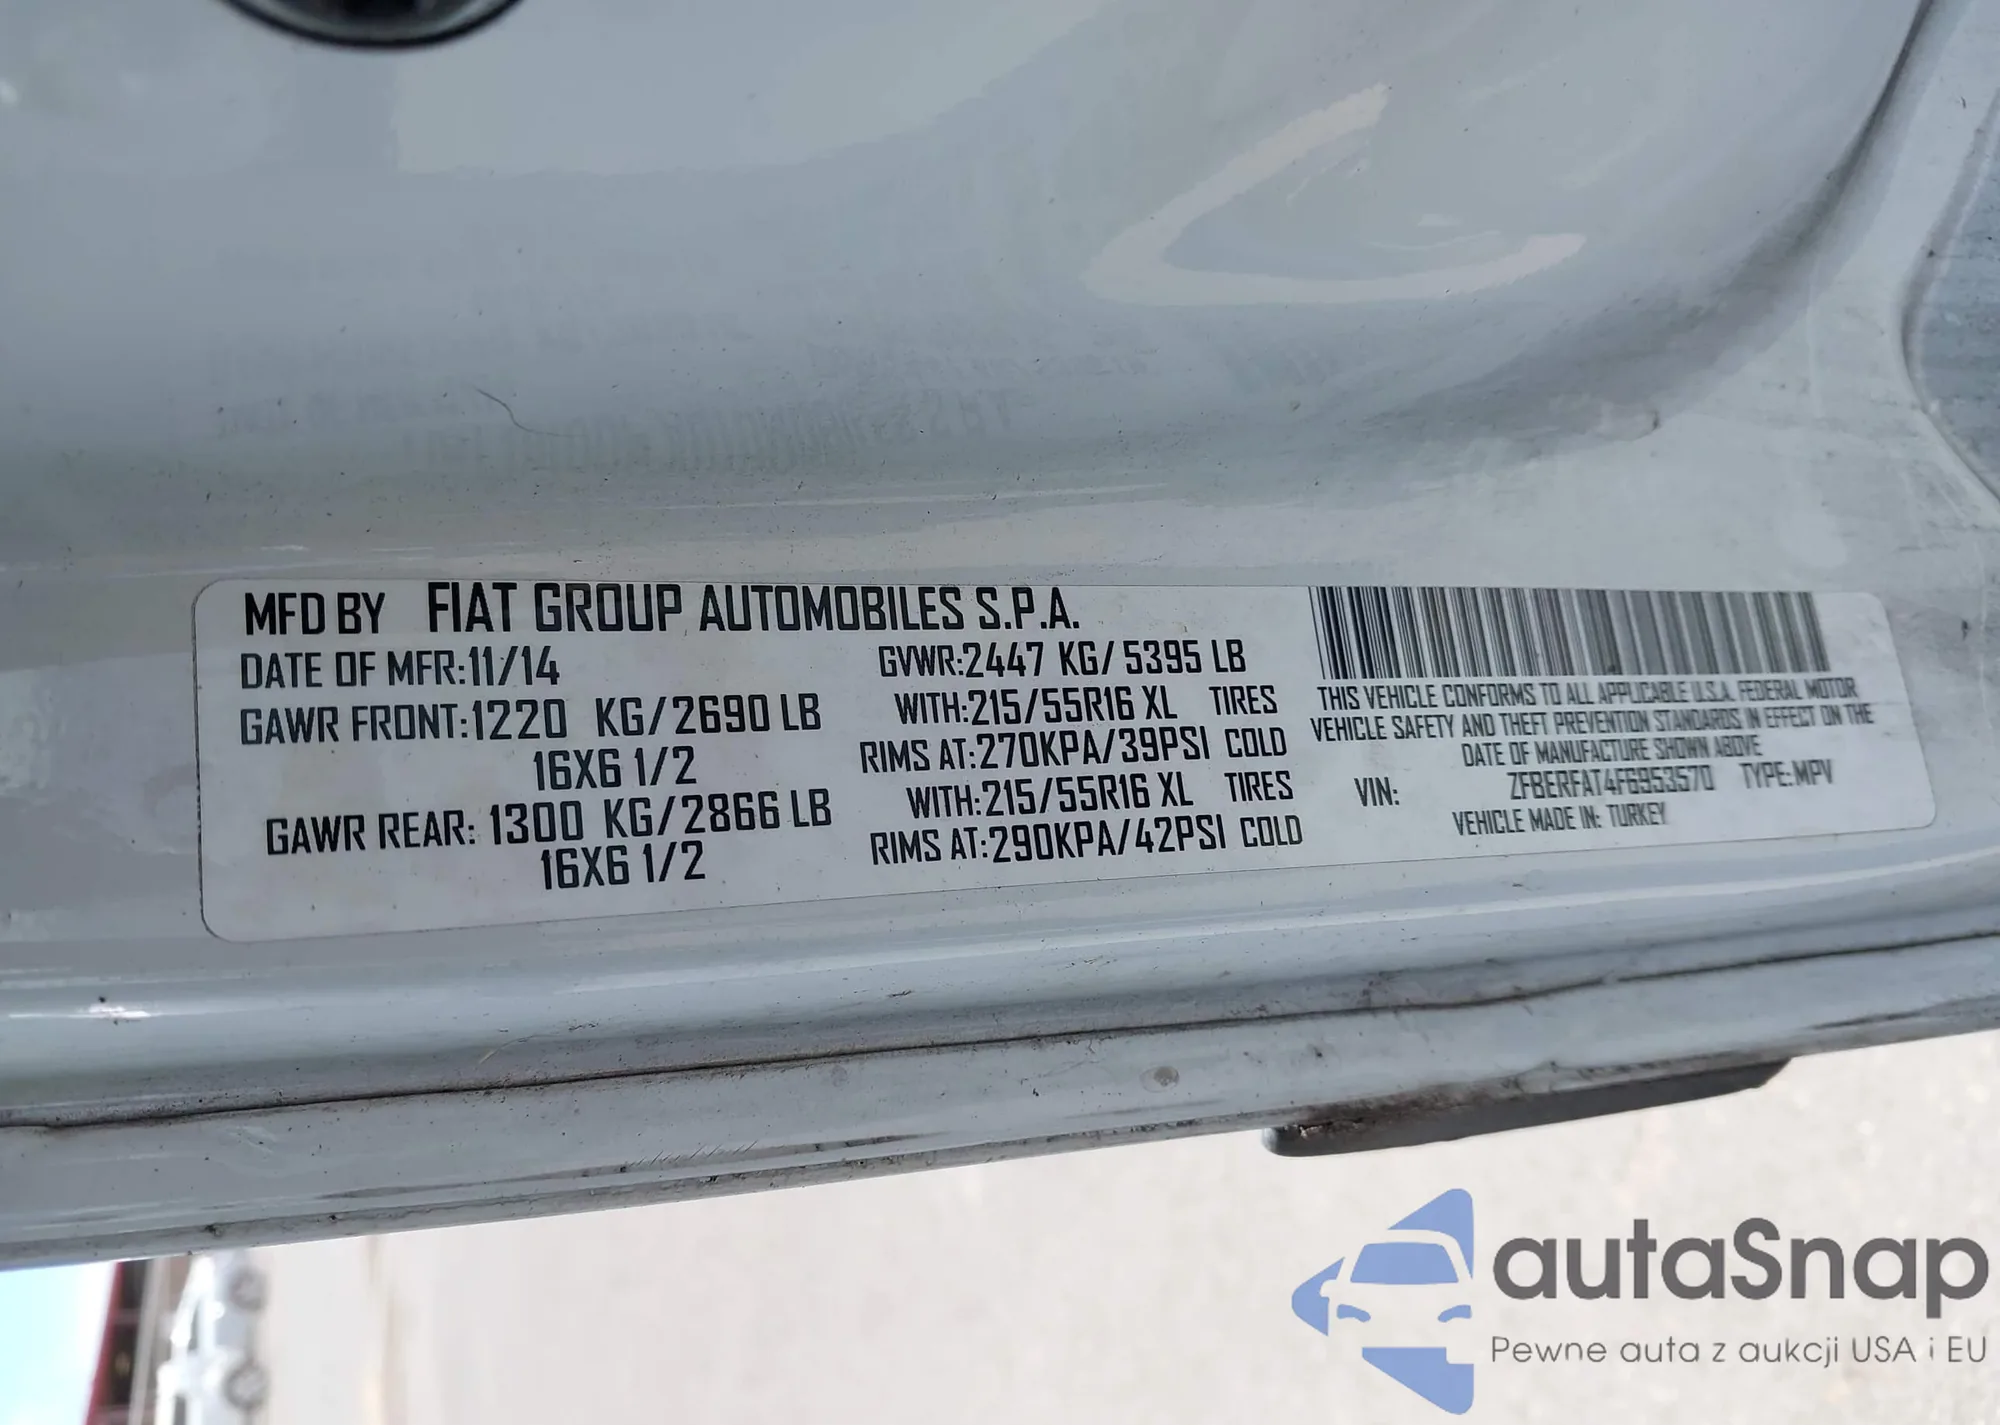 MFD BY FIAT GROUP AUTOMOBILES S.P.A.
DATE OF MFR:11/14 GVWR:2447 KG/5395 LB
GAWR FRONT:1220 KG/2690 LB WITH:215/55R16 XL TIRES
16X6 1/2 RIMS AT:270KPA/39PSI COLD
GAWR REAR: 1300 KG/2866 LB WITH:215/55R16 XL TIRES
16X6 1/2 RIMS AT:290KPA/42PSI COLD
THIS VEHICLE CONFORMS TO ALL APPLICABLE U.S.A. FEDERAL MOTOR
VEHICLE SAFETY AND THEFT PREVENTION STANDARDS IN EFFECT ON THE
DATE OF MANUFACTURE SHOWN ABOVE
VIN: ZFBERFAT4F6953570 TYPE:MPV
VEHICLE MADE IN: TURKEY
autaSnap
Pewne auta z aukcji USA i EU